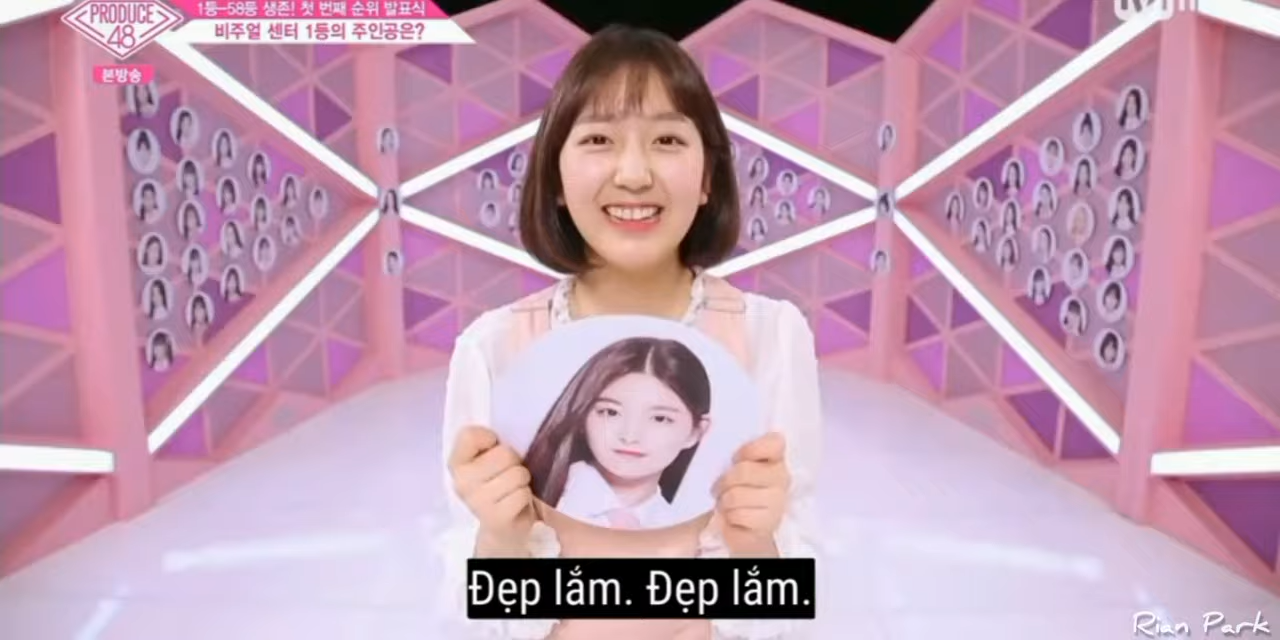 PRODUCE
48
1등-58등 생존! 첫 번째 순위 발표식
비주얼 센터 1등의 주인공은?
본방송
Đẹp lắm. Đẹp lắm.
Rian Park